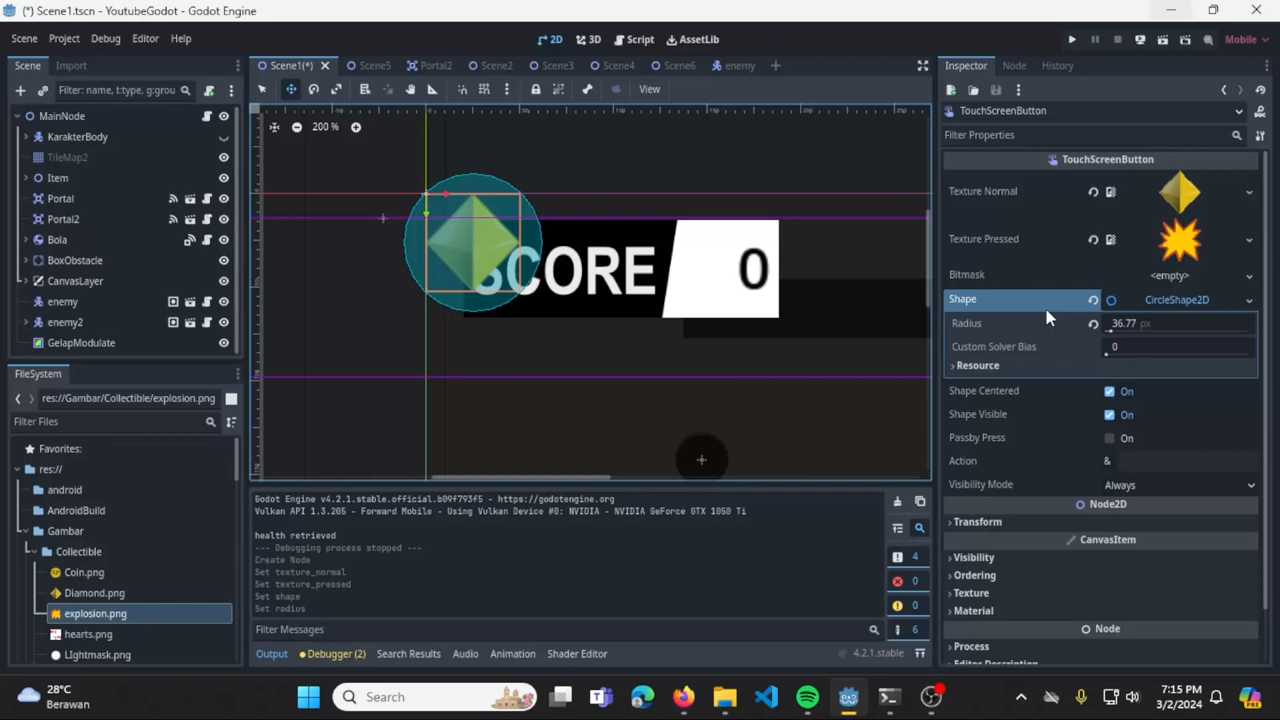 (*) Scene1.tscn - YoutubeGodot - Godot Engine
Scene Project Debug Editor Help
2D 3D Script AssetLib
Mobile
Scene Import
Filter: name, t:type, g:grou
MainNode
KarakterBody
TileMap2
Item
Portal
Portal2
Bola
BoxObstacle
CanvasLayer
enemy
enemy2
GelapModulate
FileSystem
res://Gambar/Collectible/explosion.png
Filter Files
Favorites:
res://
android
AndroidBuild
Gambar
Collectible
Coin.png
Diamond.png
explosion.png
hearts.png
LIghtmask.png
Scene1(*) Scene5 Portal2 Scene2 Scene3 Scene4 Scene6 enemy
View
200 %
SCORE 0
Godot Engine v4.2.1.stable.official.b09f793f5 - https://godotengine.org
Vulkan API 1.3.205 - Forward Mobile - Using Vulkan Device #0: NVIDIA - NVIDIA GeForce GTX 1050 Ti
health retrieved
--- Debugging process stopped ---
Create Node
Set texture_normal
Set texture_pressed
Set shape
Set radius
4
0
0
6
Filter Messages
Output Debugger (2) Search Results Audio Animation Shader Editor 4.2.1.stable
Inspector Node History
TouchScreenButton
Filter Properties
TouchScreenButton
Texture Normal
Texture Pressed
Bitmask <empty>
Shape CircleShape2D
Radius 36.77 px
Custom Solver Bias 0
Resource
Shape Centered On
Shape Visible On
Passby Press On
Action &
Visibility Mode Always
Node2D
Transform
CanvasItem
Visibility
Ordering
Texture
Material
Node
Process
Editor Description
28°C
Berawan
Search
7:15 PM
3/2/2024
PRE